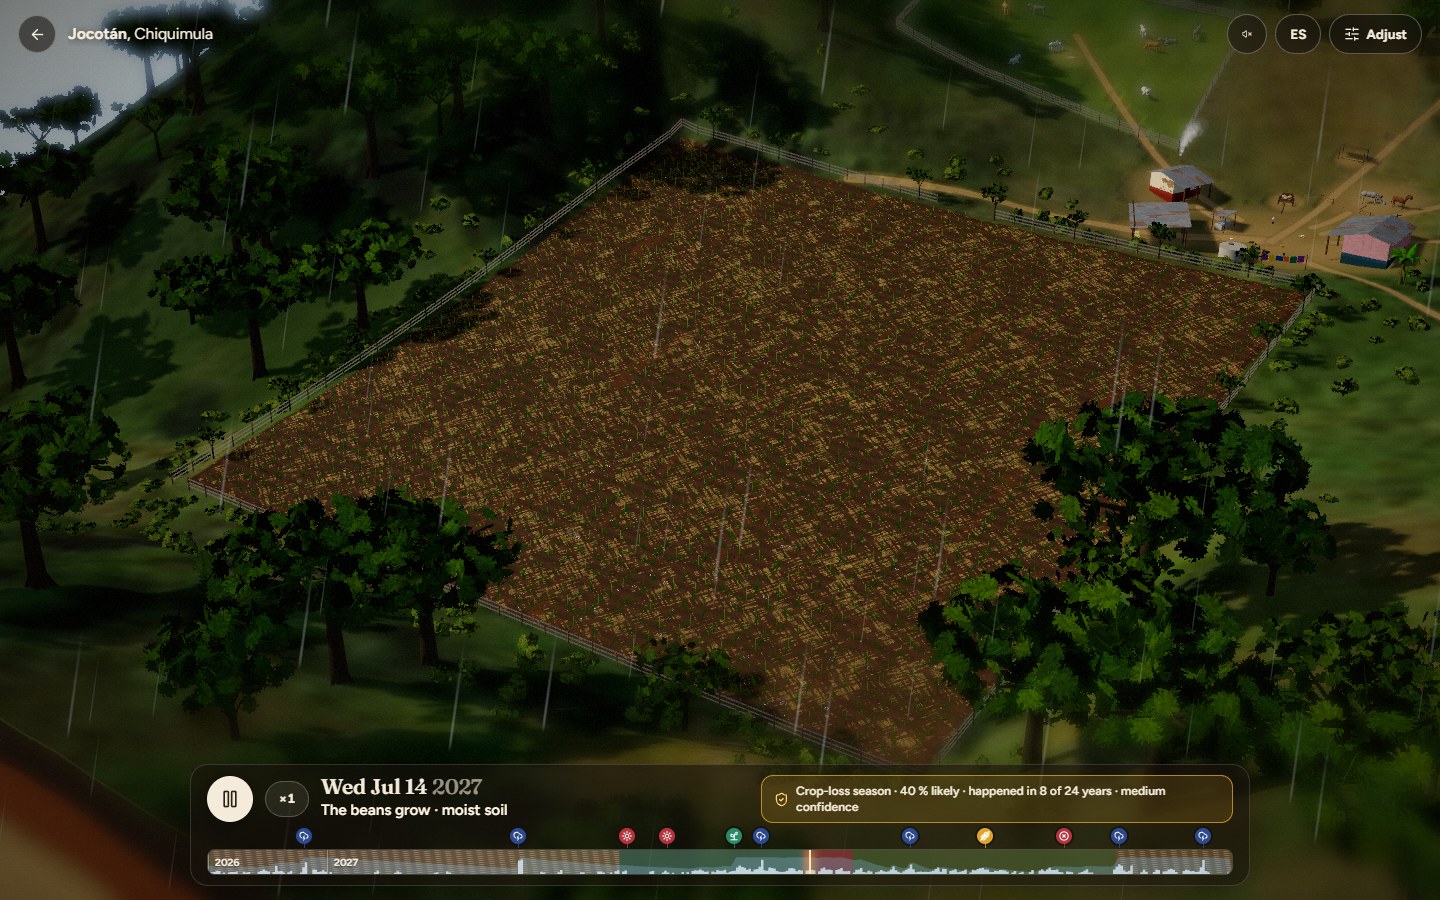 Jocotán, Chiquimula
ES
Adjust
×1
Wed Jul 14 2027
The beans grow · moist soil
Crop-loss season · 40 % likely · happened in 8 of 24 years · medium
confidence
2026
2027